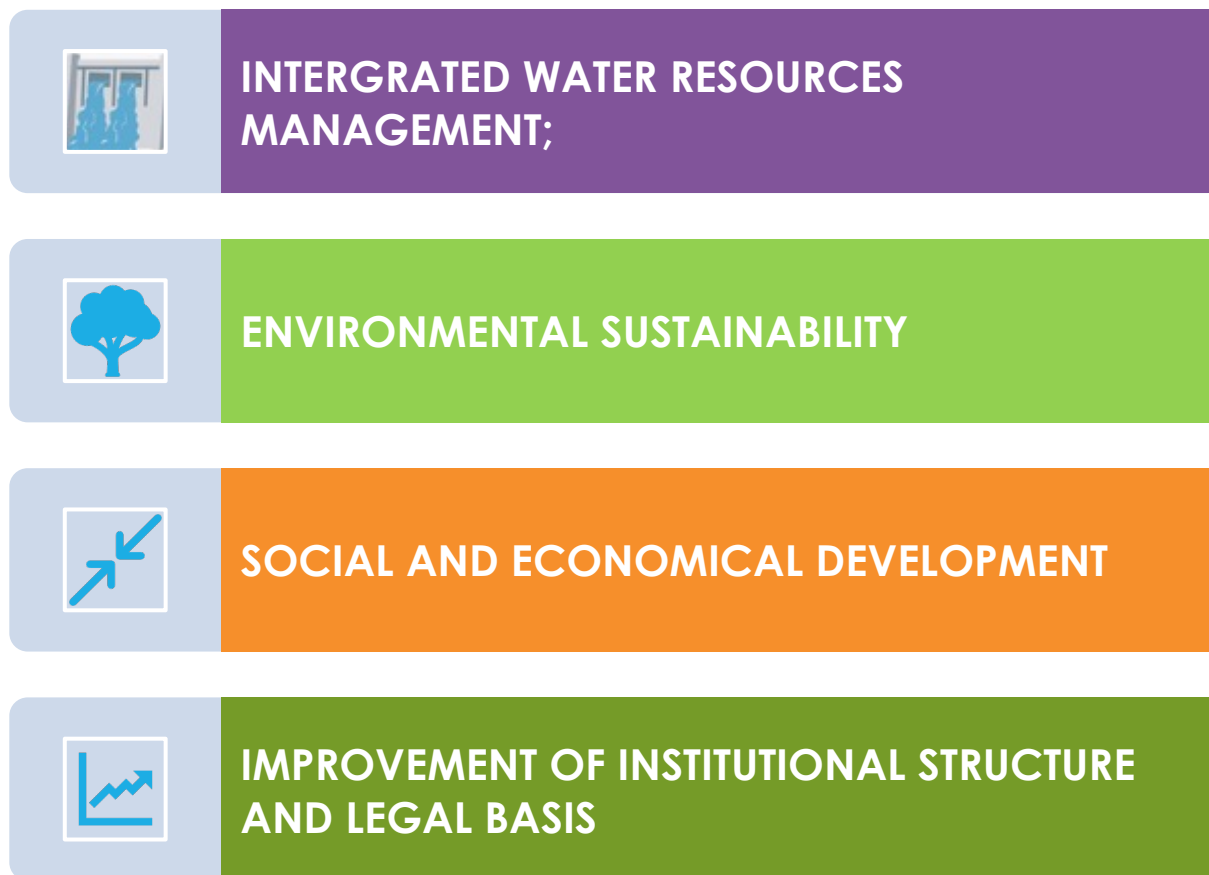 INTERGRATED WATER RESOURCES
MANAGEMENT;
ENVIRONMENTAL SUSTAINABILITY
SOCIAL AND ECONOMICAL DEVELOPMENT
IMPROVEMENT OF INSTITUTIONAL STRUCTURE
AND LEGAL BASIS